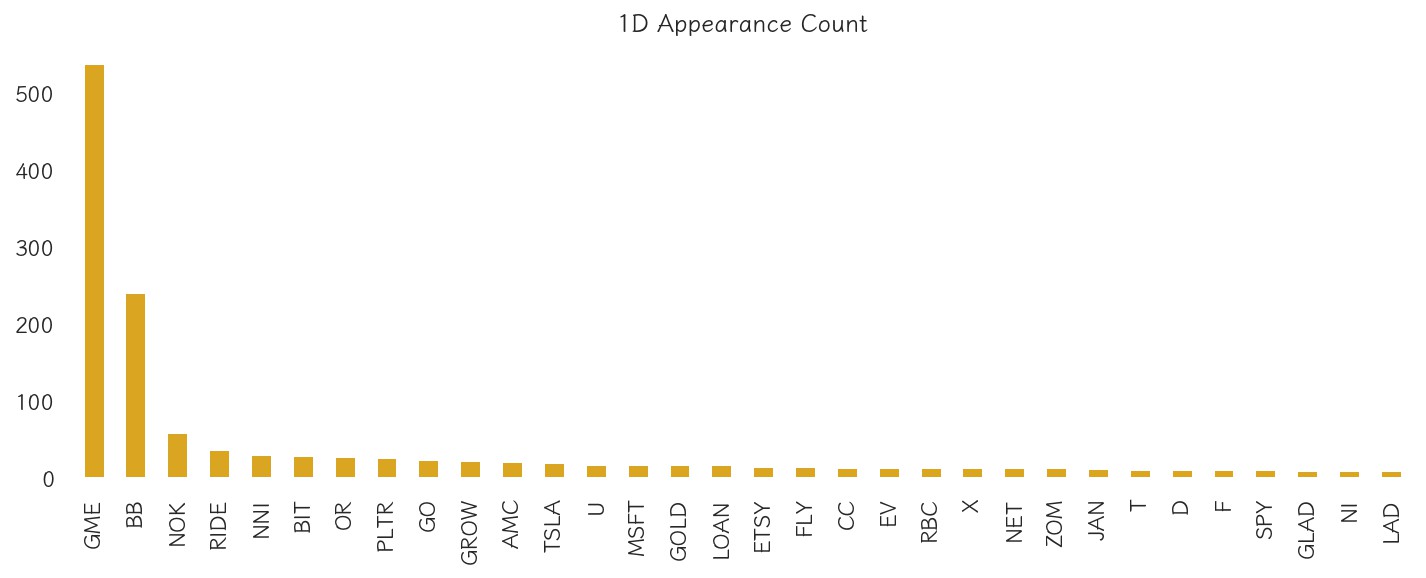 1D Appearance Count
500
400
300
200
100
0
GME
BB
NOK
RIDE
NNI
BIT
OR
PLTR
GO
GROW
AMC
TSLA
U
MSFT
GOLD
LOAN
ETSY
FLY
CC
EV
RBC
X
NET
ZOM
JAN
T
D
F
SPY
GLAD
NI
LAD